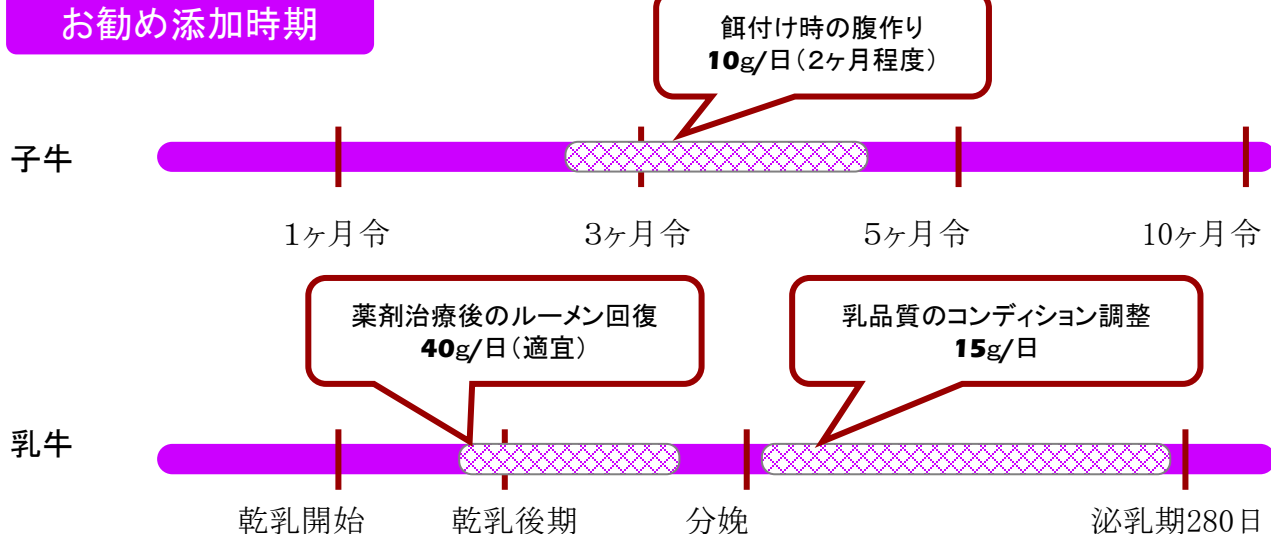 お勧め添加時期
餌付け時の腹作り
10g/日(2ヶ月程度)
子牛
1ヶ月令
3ヶ月令
5ヶ月令
10ヶ月令
薬剤治療後のルーメン回復
40g/日(適宜)
乳品質のコンディション調整
15g/日
乳牛
乾乳開始
乾乳後期
分娩
泌乳期280日